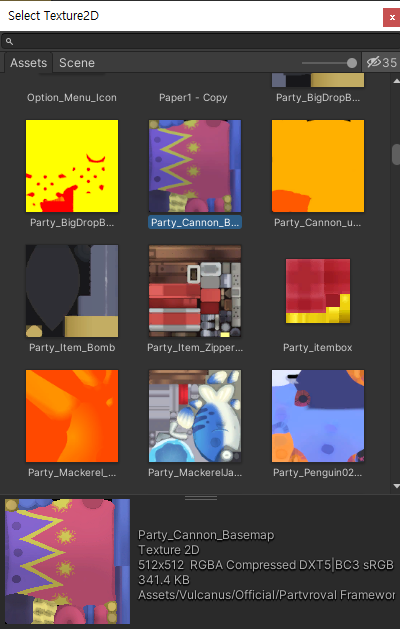 Select Texture2D
x
Assets
Scene
35
Option_Menu_Icon
Paper1 - Copy
Party_BigDropB...
Party_BigDropB...
Party_Cannon_B...
Party_Cannon_u...
Party_Item_Bomb
Party_Item_Zipper...
Party_itembox
Party_Mackerel_...
Party_MackerelJa...
Party_Penguin02...
Party_Cannon_Basemap
Texture 2D
512x512 RGBA Compressed DXT5|BC3 sRGB
341.4 KB
Assets/Vulcanus/Official/Partyroyal Framewor